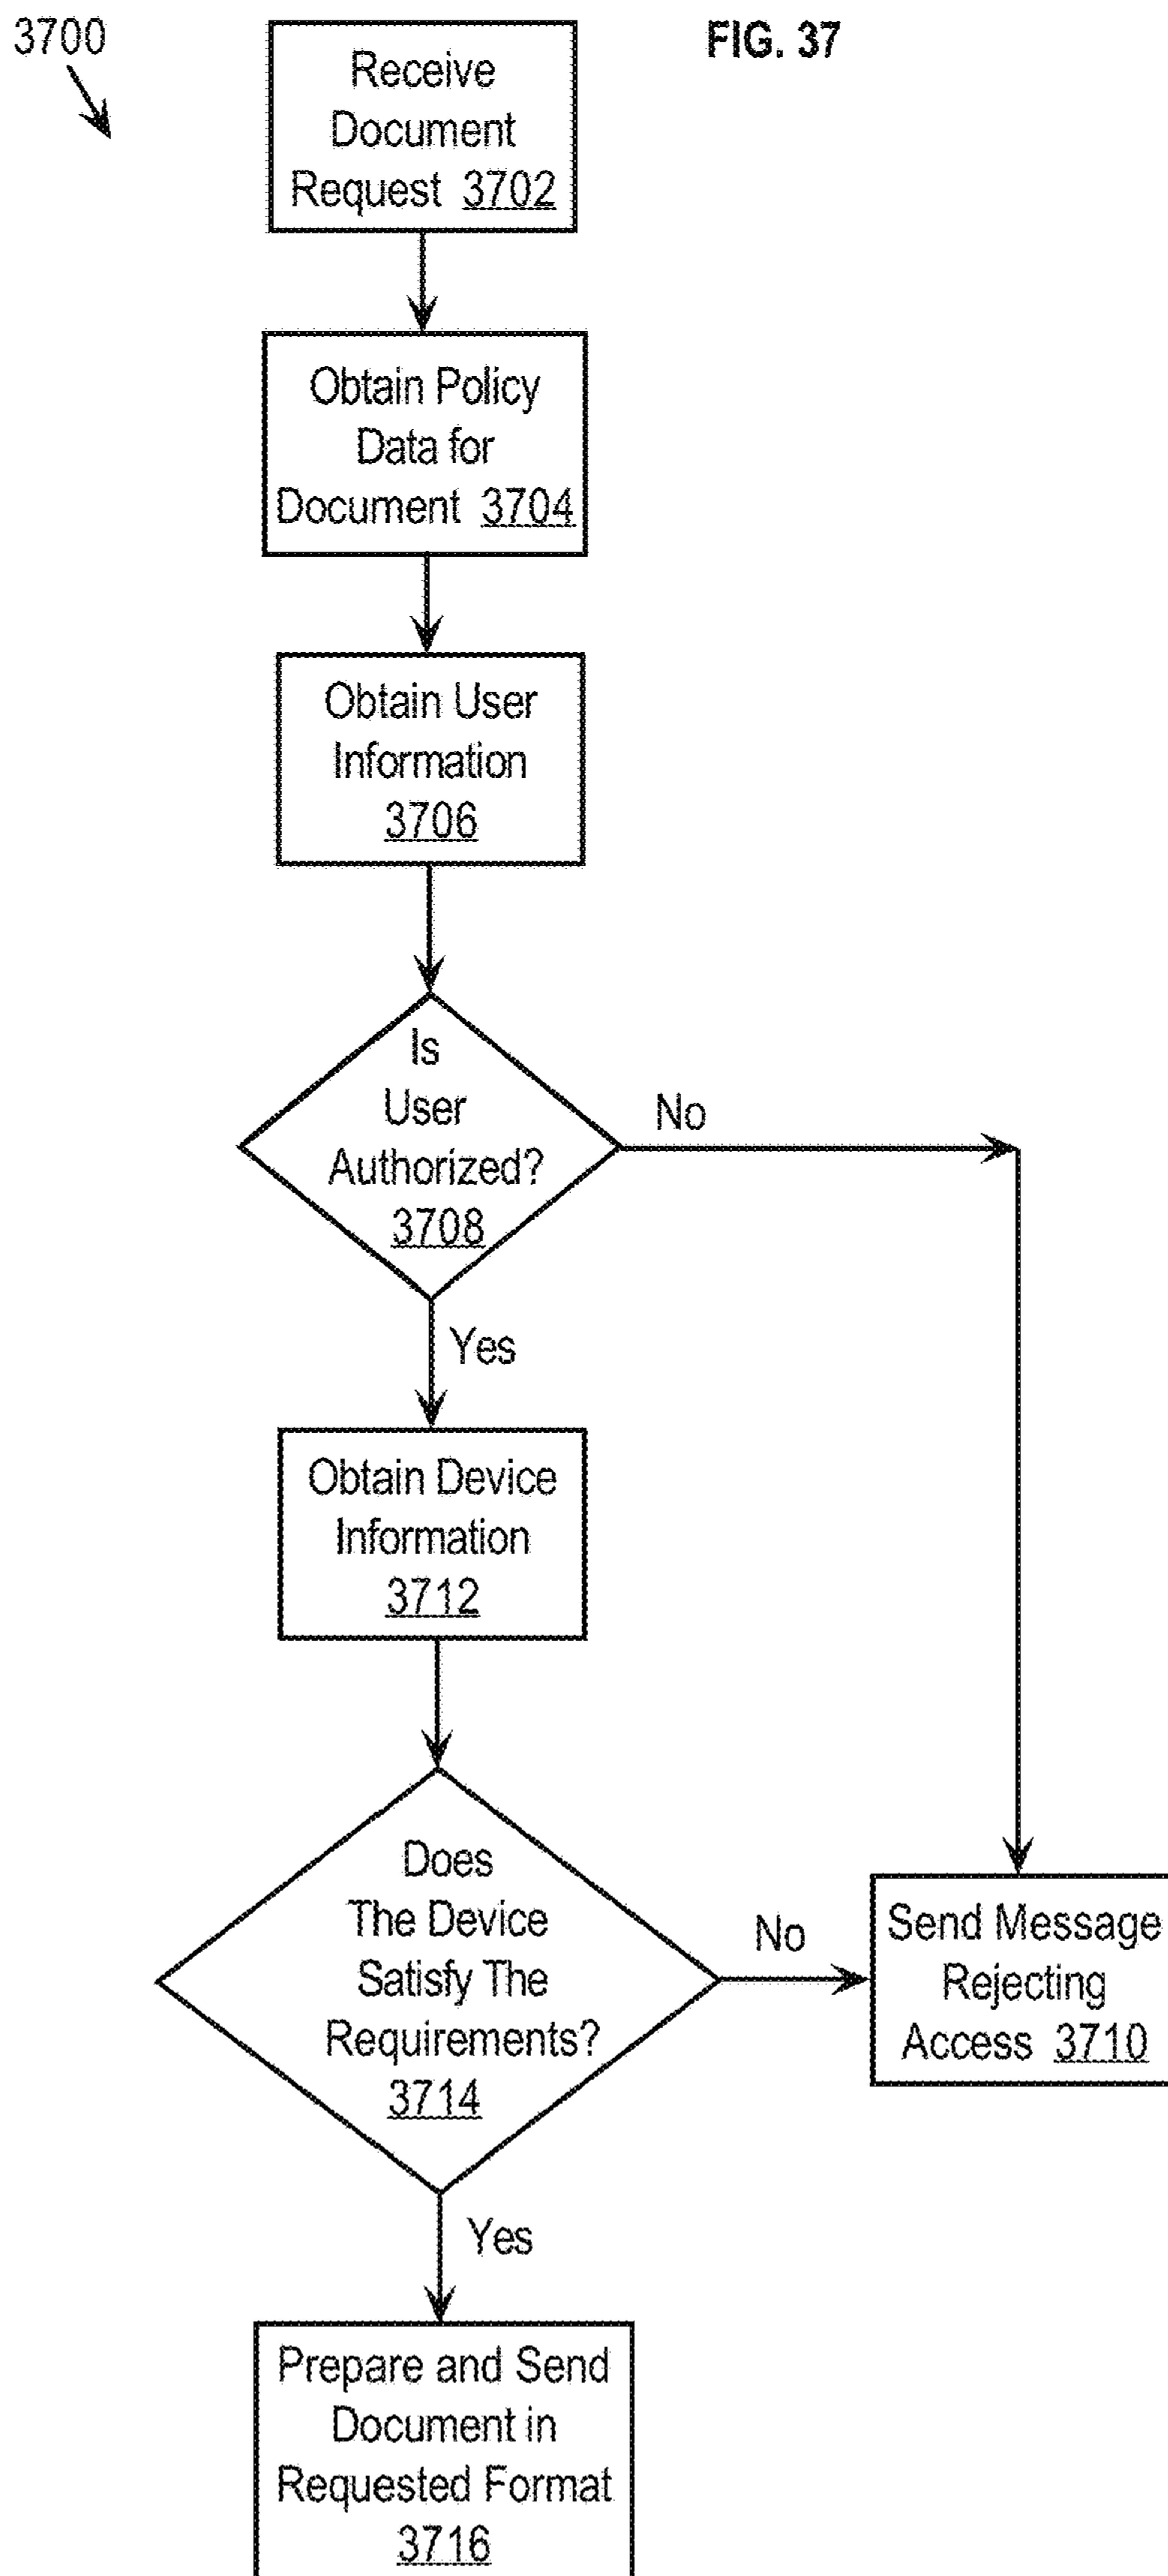 3700
FIG. 37
Receive
Document
Request 3702
Obtain Policy
Data for
Document 3704
Obtain User
Information
3706
Is
User
Authorized?
3708
No
Yes
Obtain Device
Information
3712
Does
The Device
Satisfy The
Requirements?
3714
No
Send Message
Rejecting
Access 3710
Yes
Prepare and Send
Document in
Requested Format
3716